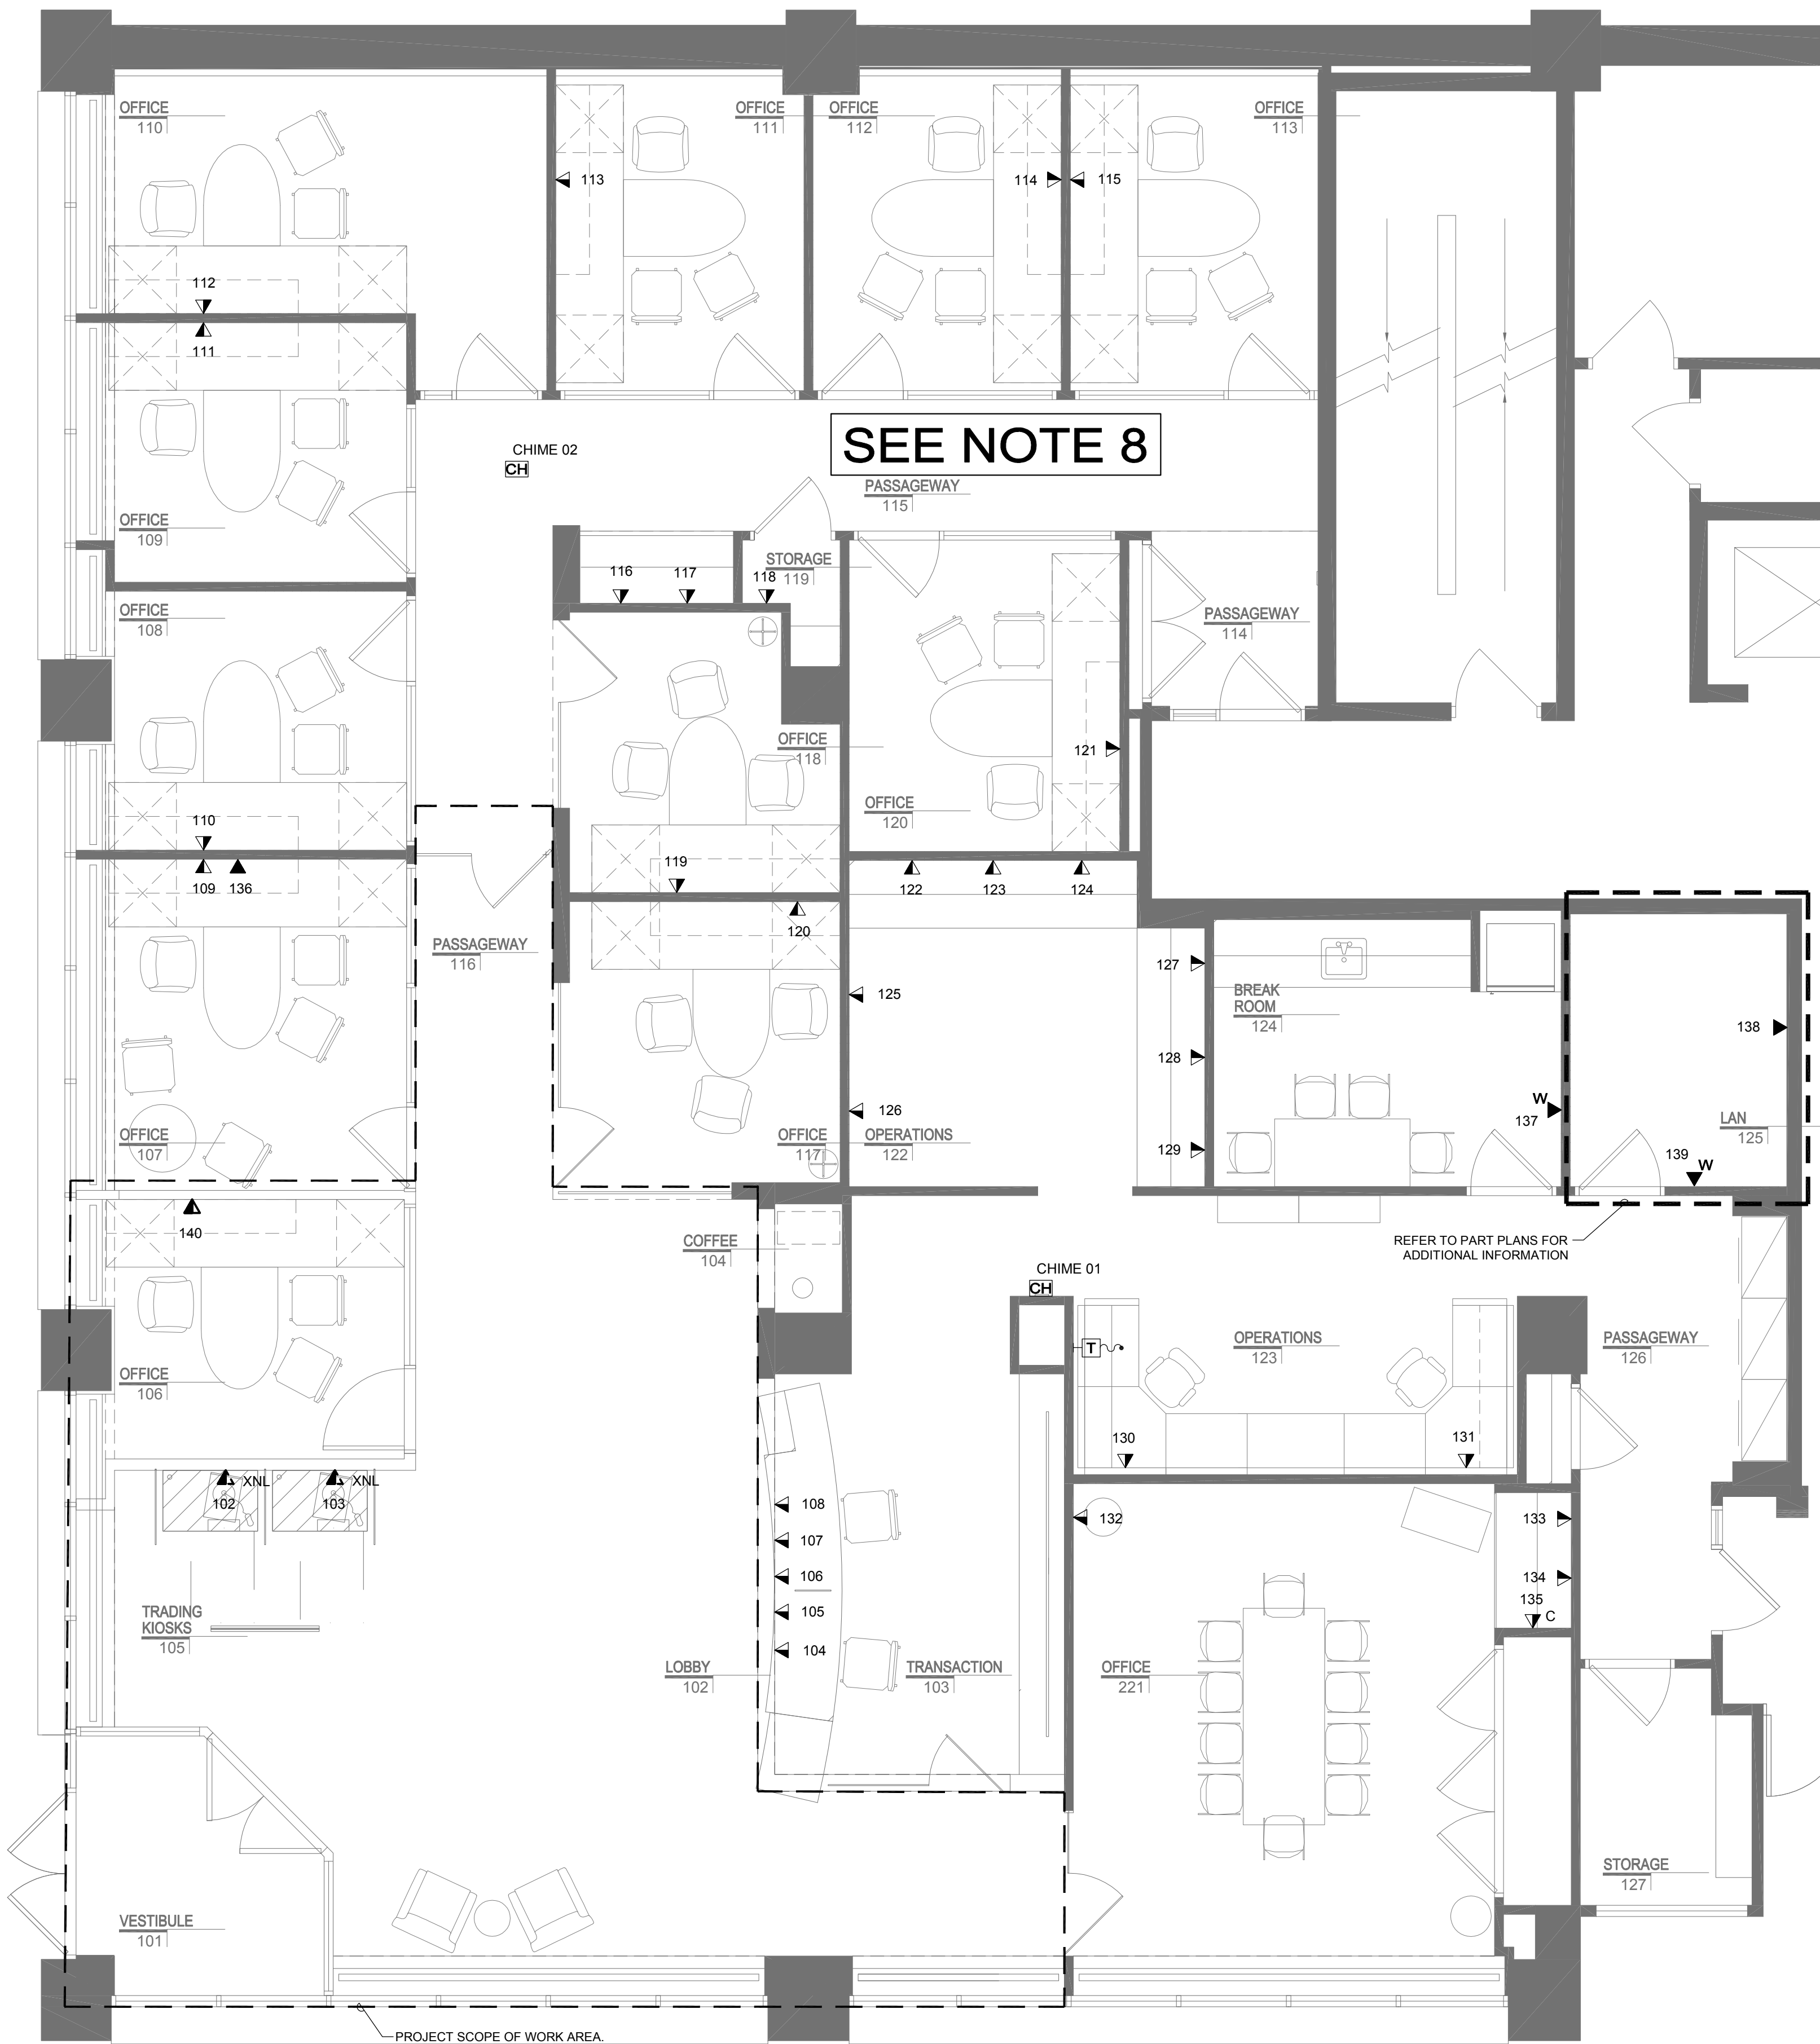 OFFICE
110
OFFICE
111
OFFICE
112
OFFICE
113
113
114
115
112
111
CHIME 02
CH
SEE NOTE 8
PASSAGEWAY
115
OFFICE
109
STORAGE
119
116
117
118
OFFICE
108
PASSAGEWAY
114
OFFICE
118
121
OFFICE
120
110
109
136
119
120
122
123
124
PASSAGEWAY
116
127
125
BREAK
ROOM
124
138
128
126
W
137
LAN
125
OFFICE
107
OFFICE
117
OPERATIONS
122
129
139
W
140
COFFEE
104
REFER TO PART PLANS FOR
ADDITIONAL INFORMATION
CHIME 01
CH
T
OPERATIONS
123
PASSAGEWAY
126
OFFICE
106
130
131
102
XNL
103
XNL
108
132
133
107
106
134
135
C
105
104
TRADING
KIOSKS
105
LOBBY
102
TRANSACTION
103
OFFICE
221
STORAGE
127
VESTIBULE
101
PROJECT SCOPE OF WORK AREA.